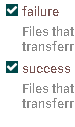 failure
Files that
transferr
success
Files that
transferr